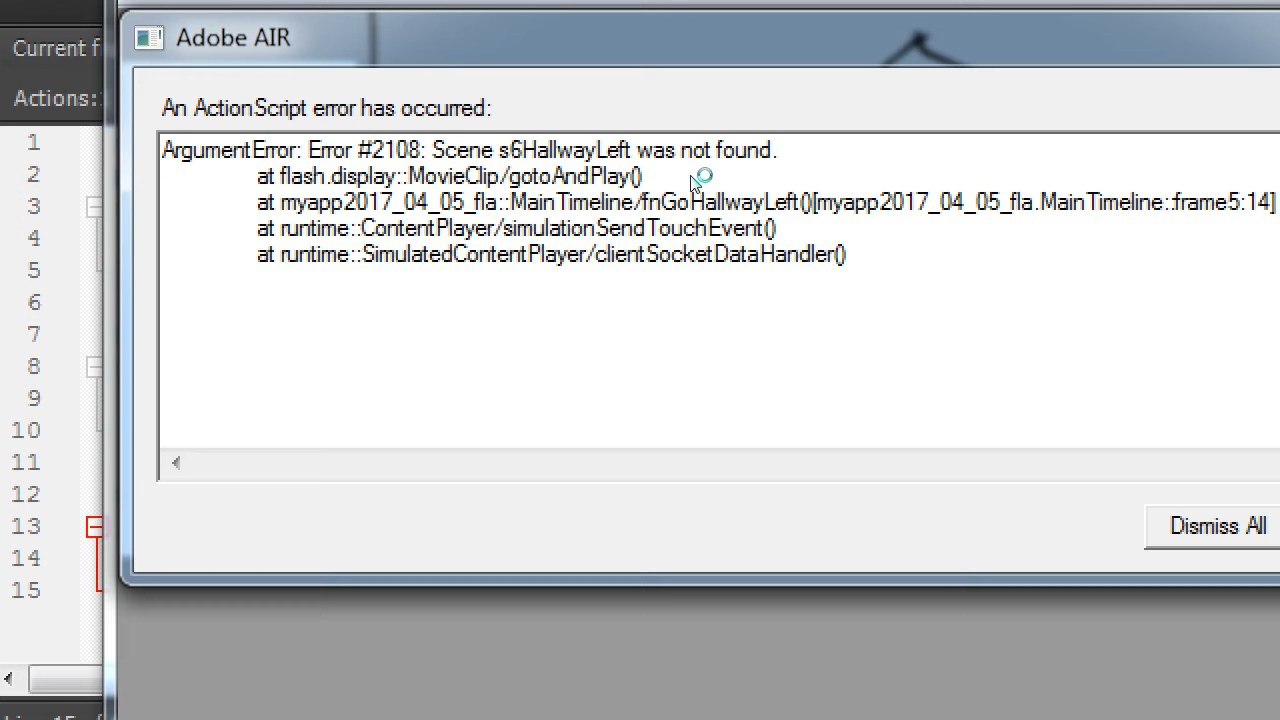 Adobe AIR
Current f
Actions:
An ActionScript error has occurred:
ArgumentError: Error #2108: Scene s6HallwayLeft was not found.
at flash.display::MovieClip/gotoAndPlay()
at myapp2017_04_05_fla::MainTimeline/fnGoHallwayLeft()[myapp2017_04_05_fla.MainTimeline::frame5:14]
at runtime::ContentPlayer/simulationSendTouchEvent()
at runtime::SimulatedContentPlayer/clientSocketDataHandler()
1
2
3
4
5
6
7
8
9
10
11
12
13
14
15
Dismiss All